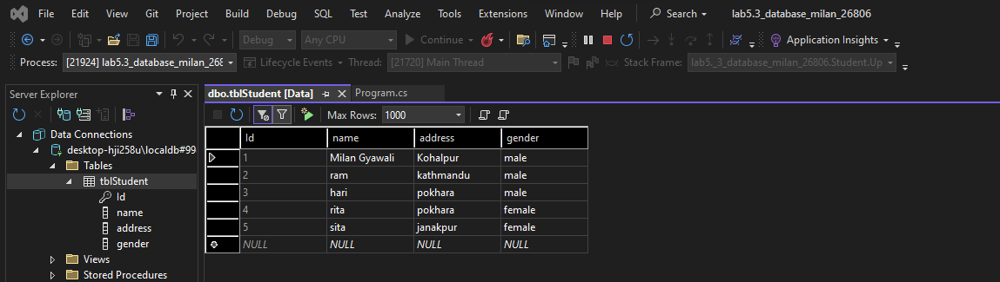 File Edit View Git Project Build Debug SQL Test Analyze Tools Extensions Window Help Search lab5.3_database_milan_26806
Debug Any CPU Continue Application Insights
Process: [21924] lab5.3_database_milan_268 Lifecycle Events Thread: [21720] Main Thread Stack Frame: lab5._3_database_milan_26806.Student.Up
Server Explorer
dbo.tblStudent [Data] Program.cs
Max Rows: 1000
Data Connections
desktop-hji258u\localdb#99
Tables
tblStudent
Id
name
address
gender
Views
Stored Procedures
Id name address gender
1 Milan Gyawali Kohalpur male
2 ram kathmandu male
3 hari pokhara male
4 rita pokhara female
5 sita janakpur female
NULL NULL NULL NULL